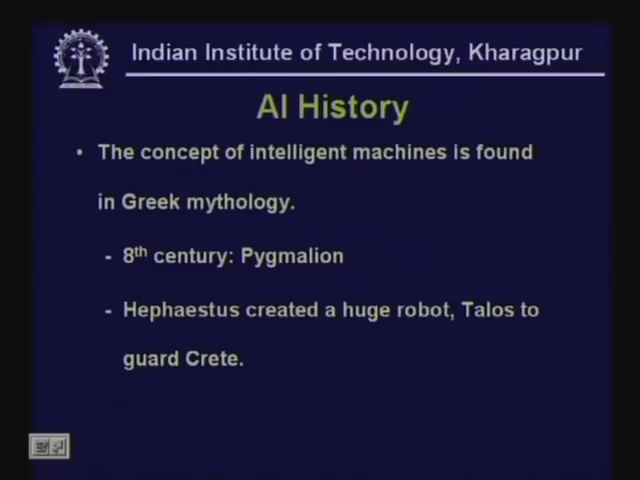 Indian Institute of Technology, Kharagpur
AI History
• The concept of intelligent machines is found
in Greek mythology.
- 8th century: Pygmalion
- Hephaestus created a huge robot, Talos to
guard Crete.